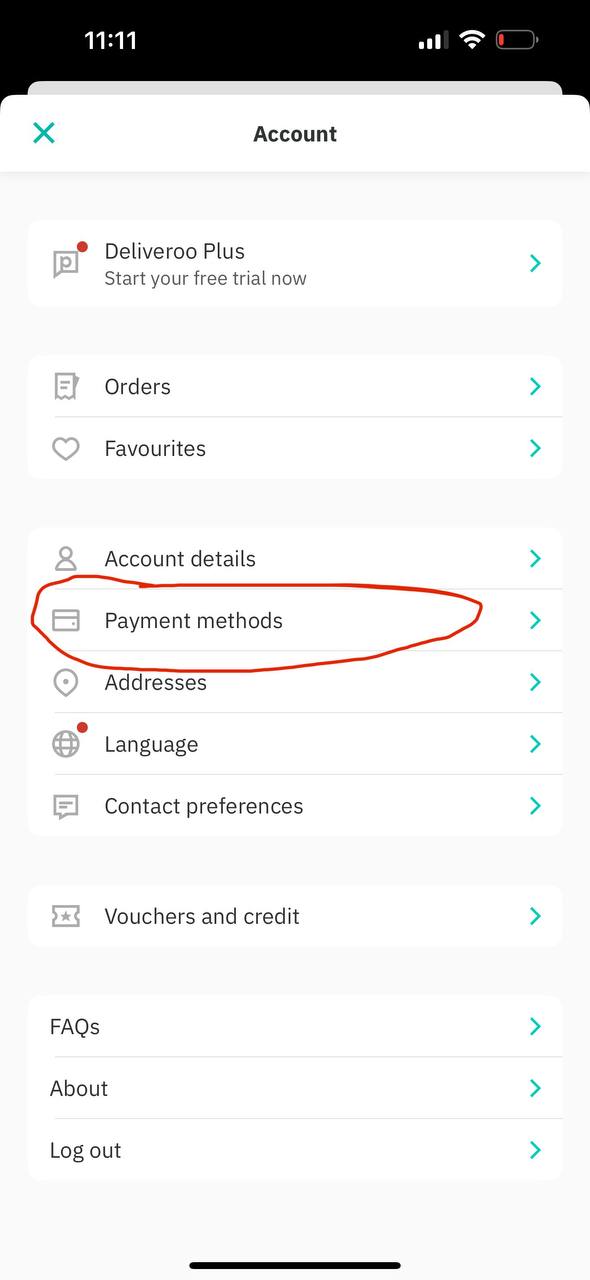 11:11
Account
Deliveroo Plus
Start your free trial now
Orders
Favourites
Account details
Payment methods
Addresses
Language
Contact preferences
Vouchers and credit
FAQs
About
Log out